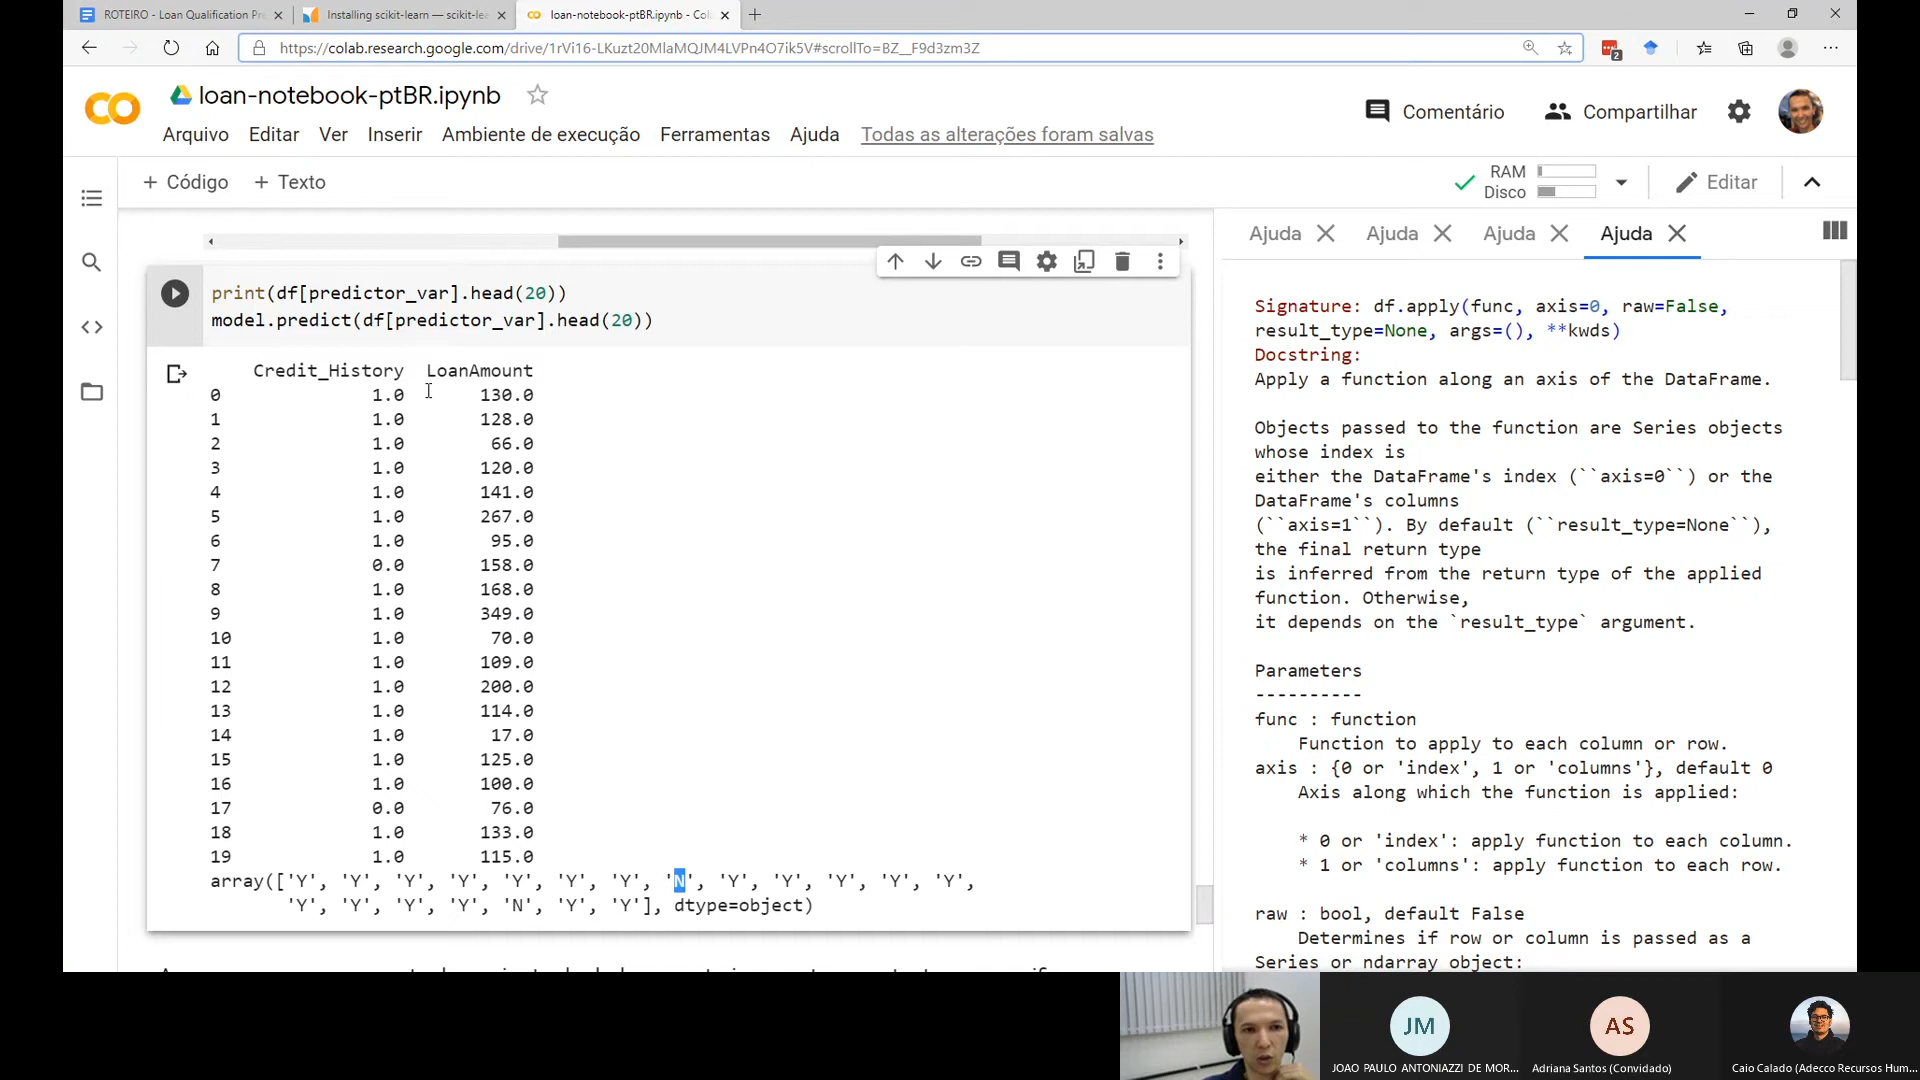 ROTEIRO - Loan Qualification Pr
Installing scikit-learn — scikit-lea
loan-notebook-ptBR.ipynb - Col
https://colab.research.google.com/drive/1rVi16-LKuzt20MlaMQJM4LVPn4O7ik5V#scrollTo=BZ__F9d3zm3Z
2
loan-notebook-ptBR.ipynb
Comentário
Compartilhar
Arquivo Editar Ver Inserir Ambiente de execução Ferramentas Ajuda Todas as alterações foram salvas
+ Código + Texto
RAM
Disco
Editar
Ajuda Ajuda Ajuda Ajuda
print(df[predictor_var].head(20))
model.predict(df[predictor_var].head(20))
Credit_History LoanAmount
0 1.0 130.0
1 1.0 128.0
2 1.0 66.0
3 1.0 120.0
4 1.0 141.0
5 1.0 267.0
6 1.0 95.0
7 0.0 158.0
8 1.0 168.0
9 1.0 349.0
10 1.0 70.0
11 1.0 109.0
12 1.0 200.0
13 1.0 114.0
14 1.0 17.0
15 1.0 125.0
16 1.0 100.0
17 0.0 76.0
18 1.0 133.0
19 1.0 115.0
array(['Y', 'Y', 'Y', 'Y', 'Y', 'Y', 'Y', 'N', 'Y', 'Y', 'Y', 'Y', 'Y',
'Y', 'Y', 'Y', 'Y', 'N', 'Y', 'Y'], dtype=object)
Signature: df.apply(func, axis=0, raw=False,
result_type=None, args=(), **kwds)
Docstring:
Apply a function along an axis of the DataFrame.
Objects passed to the function are Series objects
whose index is
either the DataFrame's index (``axis=0``) or the
DataFrame's columns
(``axis=1``). By default (``result_type=None``),
the final return type
is inferred from the return type of the applied
function. Otherwise,
it depends on the `result_type` argument.
Parameters
----------
func : function
Function to apply to each column or row.
axis : {0 or 'index', 1 or 'columns'}, default 0
Axis along which the function is applied:
* 0 or 'index': apply function to each column.
* 1 or 'columns': apply function to each row.
raw : bool, default False
Determines if row or column is passed as a
Series or ndarray object:
JM
AS
JOAO PAULO ANTONIAZZI DE MOR...
Adriana Santos (Convidado)
Caio Calado (Adecco Recursos Hum...